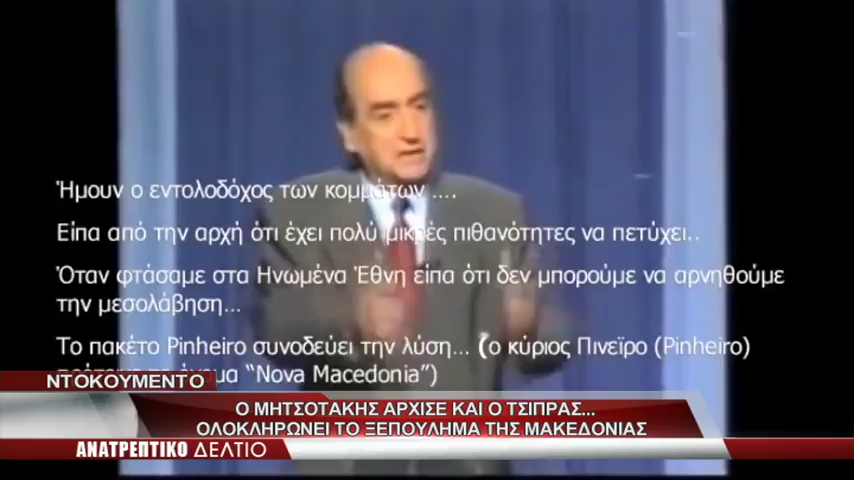 Ήμουν ο εντολοδόχος των κομμάτων ....
Είπα από την αρχή ότι έχει πολύ μικρές πιθανότητες να πετύχει..
Όταν φτάσαμε στα Ηνωμένα Έθνη είπα ότι δεν μπορούμε να αρνηθούμε
την μεσολάβηση...
Το πακέτο Pinheiro συνοδεύει την λύση... (ο κύριος Πινεϊρο (Pinheiro)
“Nova Macedonia”)
ΝΤΟΚΟΥΜΕΝΤΟ
Ο ΜΗΤΣΟΤΑΚΗΣ ΑΡΧΙΣΕ ΚΑΙ Ο ΤΣΙΠΡΑΣ...
ΟΛΟΚΛΗΡΩΝΕΙ ΤΟ ΞΕΠΟΥΛΗΜΑ ΤΗΣ ΜΑΚΕΔΟΝΙΑΣ
ΑΝΑΤΡΕΠΤΙΚΟ ΔΕΛΤΙΟ